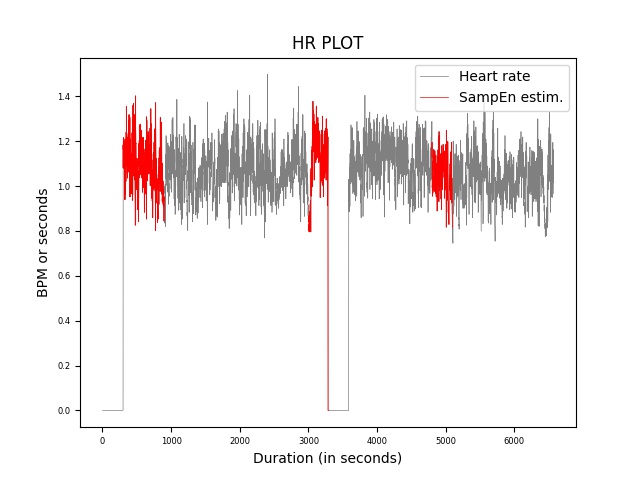 HR PLOT
Heart rate
SampEn estim.
BPM or seconds
1.4
1.2
1.0
0.8
0.6
0.4
0.2
0.0
0 1000 2000 3000 4000 5000 6000
Duration (in seconds)